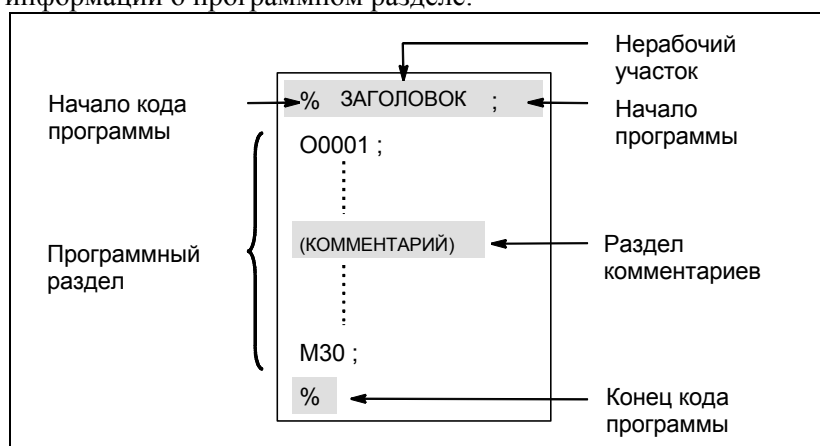 информации о программном разделе.
Нерабочий
участок
Начало кода
программы
% ЗАГОЛОВОК ;
Начало
программы
O0001 ;
Программный
раздел
(КОММЕНТАРИЙ)
Раздел
комментариев
M30 ;
%
Конец кода
программы